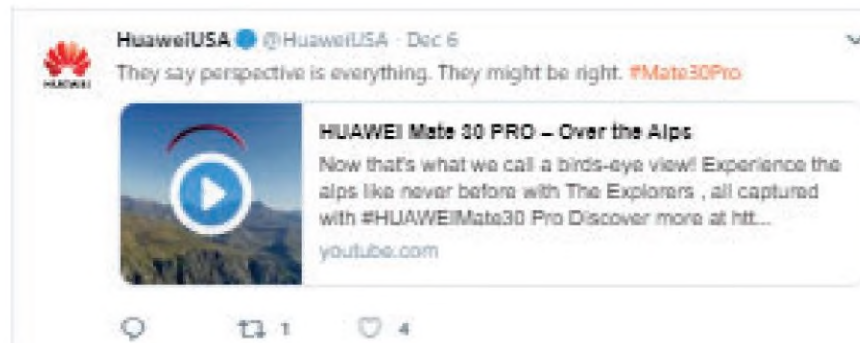 HuaweiUSA @HuaweiUSA · Dec 6
HUAWEI
They say perspective is everything. They might be right. #Mate30Pro
HUAWEI Mate 30 PRO – Over the Alps
Now that's what we call a birds-eye view! Experience the
alps like never before with The Explorers , all captured
with #HUAWEIMate30 Pro Discover more at htt...
youtube.com
1 4